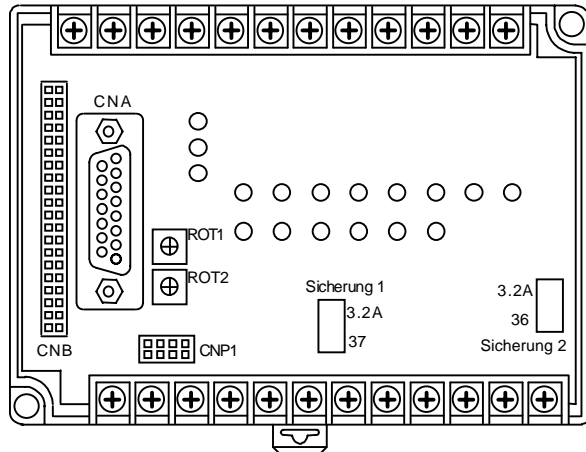 CNA
ROT1
ROT2
Sicherung 1
3.2A
37
3.2A
36
Sicherung 2
CNB
CNP1